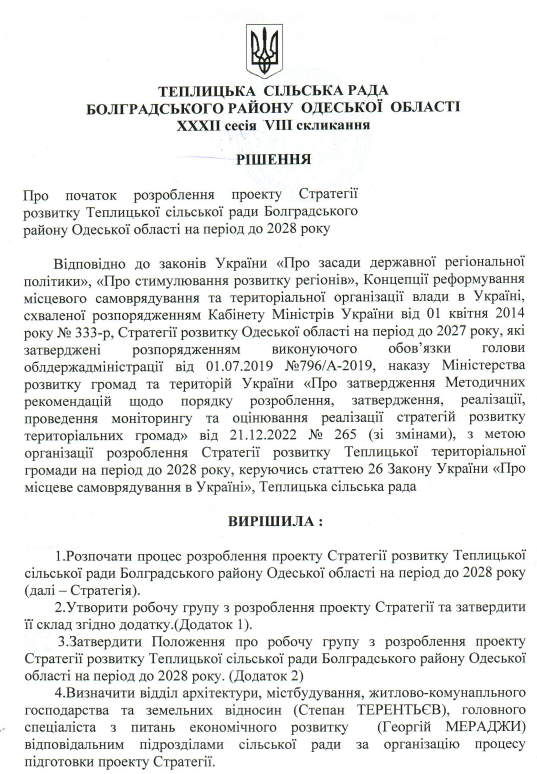 ТЕПЛИЦЬКА СІЛЬСЬКА РАДА
БОЛГРАДСЬКОГО РАЙОНУ ОДЕСЬКОЇ ОБЛАСТІ
XXXII сесія VIII скликання
РІШЕННЯ
Про початок розроблення проекту Стратегії
розвитку Теплицької сільської ради Болградського
району Одеської області на період до 2028 року
Відповідно до законів України «Про засади державної регіональної
політики», «Про стимулювання розвитку регіонів», Концепції реформування
місцевого самоврядування та територіальної організації влади в Україні,
схваленої розпорядженням Кабінету Міністрів України від 01 квітня 2014
року № 333-р, Стратегії розвитку Одеської області на період до 2027 року, які
затверджені розпорядженням виконуючого обов’язки голови
облдержадміністрації від 01.07.2019 №796/А-2019, наказу Міністерства
розвитку громад та територій України «Про затвердження Методичних
рекомендацій щодо порядку розроблення, затвердження, реалізації,
проведення моніторингу та оцінювання реалізації стратегій розвитку
територіальних громад» від 21.12.2022 № 265 (зі змінами), з метою
організації розроблення Стратегії розвитку Теплицької територіальної
громади на період до 2028 року, керуючись статтею 26 Закону України «Про
місцеве самоврядування в Україні», Теплицька сільська рада
ВИРІШИЛА :
1.Розпочати процес розроблення проекту Стратегії розвитку Теплицької
сільської ради Болградського району Одеської області на період до 2028 року
(далі – Стратегія).
2.Утворити робочу групу з розроблення проекту Стратегії та затвердити
її склад згідно додатку.(Додаток 1).
3.Затвердити Положення про робочу групу з розроблення проекту
Стратегії розвитку Теплицької сільської ради Болградського району Одеської
області на період до 2028 року. (Додаток 2)
4.Визначити відділ архітектури, містбудування, житлово-комунапльного
господарства та земельних відносин (Степан ТЕРЕНТЬЄВ), головного
спеціаліста з питань економічного розвитку (Георгій МЕРАДЖИ)
відповідальним підрозділами сільської ради за організацію процесу
підготовки проекту Стратегії.